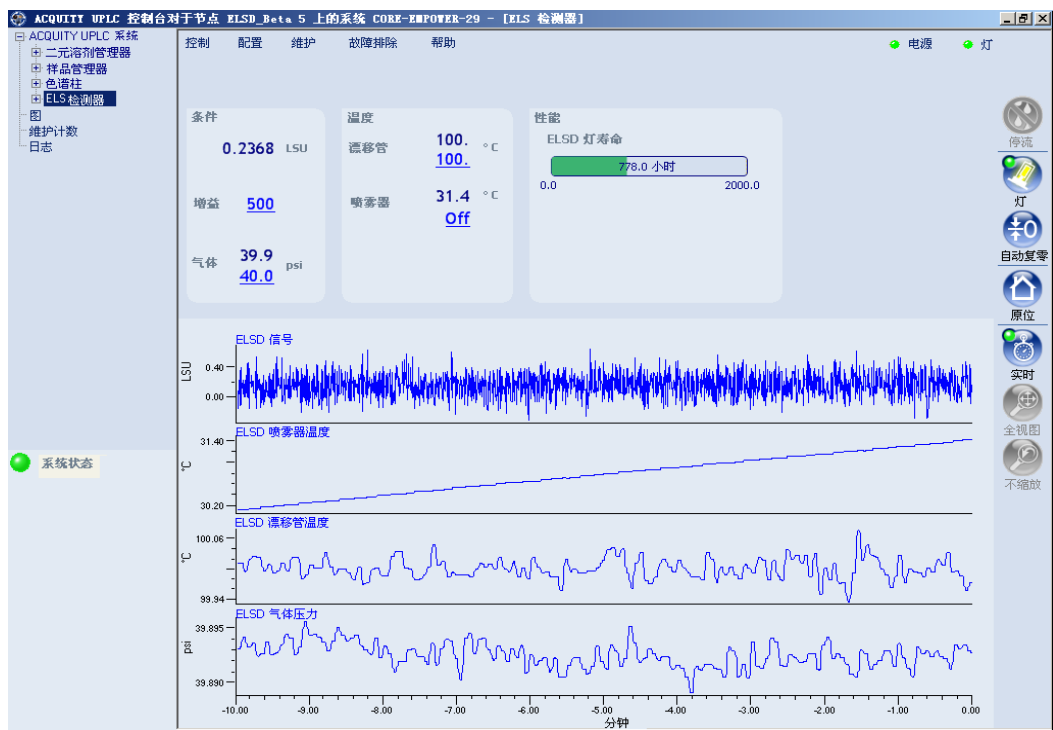 ACQUITY UPLC 控制台对于节点 ELSD_Beta 5 上的系统 CORE-EMPOWER-29 - [ELS 检测器]
ACQUITY UPLC 系统
二元溶剂管理器
样品管理器
色谱柱
ELS 检测器
图
维护计数
日志
系统状态
控制 配置 维护 故障排除 帮助
电源 灯
条件
0.2368 LSU
增益 500
气体 39.9 psi
40.0
温度
漂移管 100. °C
100.
喷雾器 31.4 °C
Off
性能
ELSD 灯寿命
778.0 小时
0.0 2000.0
停流
灯
自动复零
原位
实时
全视图
不缩放
ELSD 信号
LSU
0.40
0.00
ELSD 喷雾器温度
°C
31.40
30.20
ELSD 漂移管温度
°C
100.06
99.94
ELSD 气体压力
psi
39.895
39.890
-10.00 -9.00 -8.00 -7.00 -6.00 -5.00 -4.00 -3.00 -2.00 -1.00 0.00
分钟